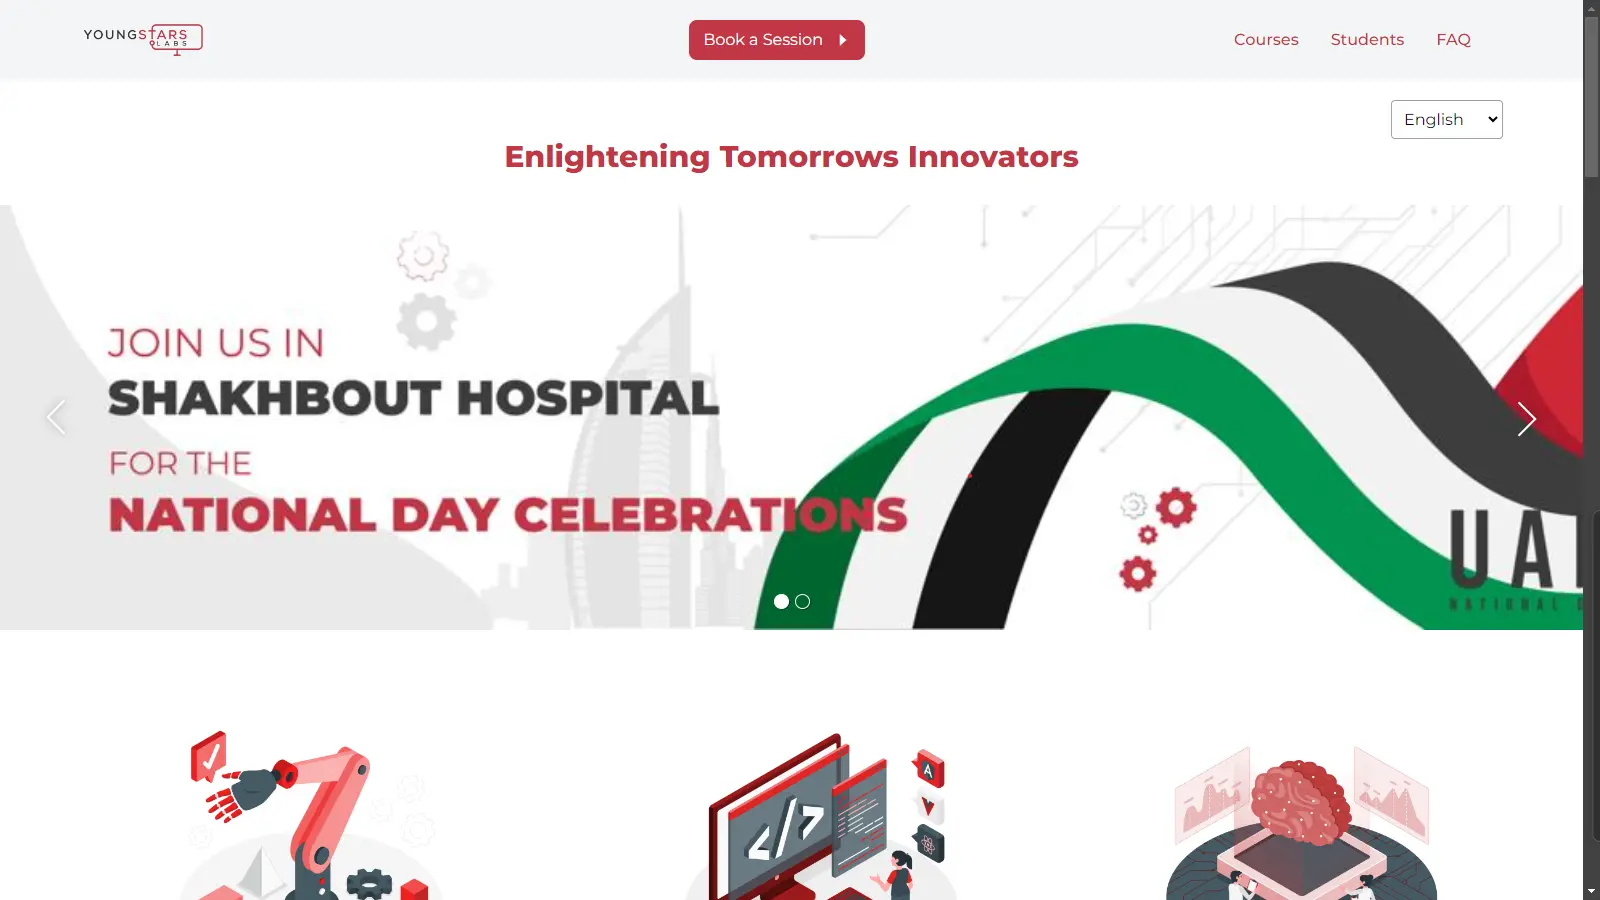 YOUNGSTARS
LABS
Book a Session
Courses
Students
FAQ
English
Enlightening Tomorrows Innovators
JOIN US IN
SHAKHBOUT HOSPITAL
FOR THE
NATIONAL DAY CELEBRATIONS
UA
NATIONAL